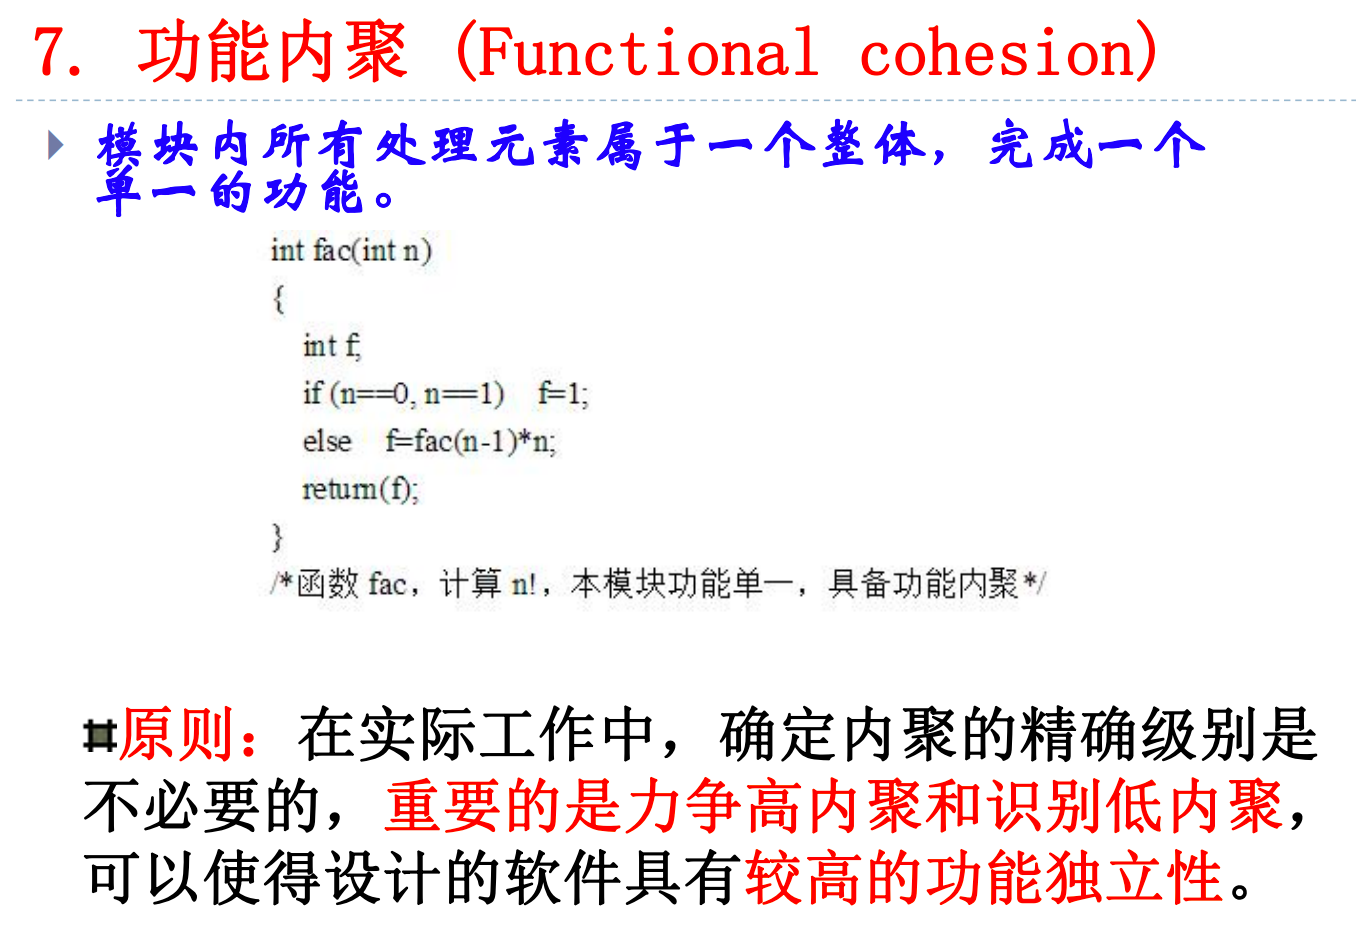 7. 功能内聚 (Functional cohesion)
模块内所有处理元素属于一个整体，完成一个
单一的功能。
int fac(int n)
{
int f;
if (n==0, n==1) f=1;
else f=fac(n-1)*n;
return(f);
}
/*函数 fac，计算 n!，本模块功能单一，具备功能内聚*/
原则：在实际工作中，确定内聚的精确级别是
不必要的，重要的是力争高内聚和识别低内聚，
可以使得设计的软件具有较高的功能独立性。